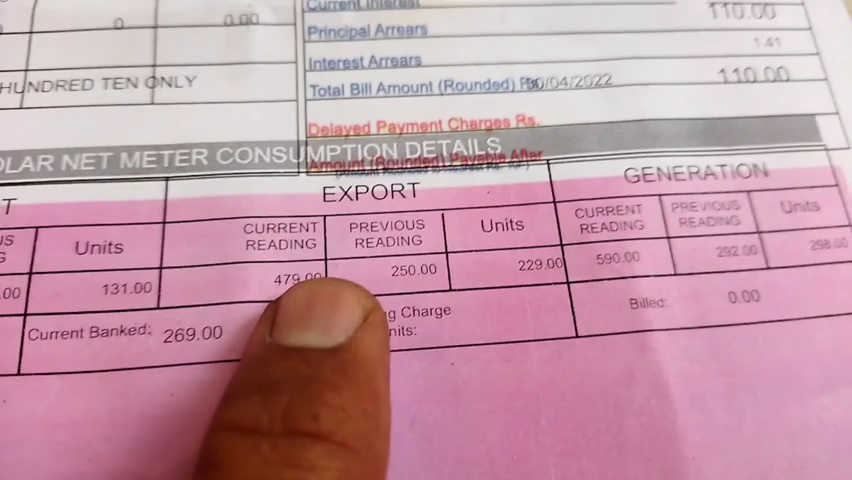 Current Interest
110.00
0
0.00
Principal Arrears
1.41
Interest Arrears
HUNDRED TEN ONLY
Total Bill Amount (Rounded) 30/04/2022
110.00
Delayed Payment Charges Rs.
OLAR NET METER CONSUMPTION DETAILS
Amount (Rounded) Payable After
T
EXPORT
GENERATION
US
Units
CURRENT READING
PREVIOUS READING
Units
CURRENT READING
PREVIOUS READING
Units
G
.00
131.00
479.00
250.00
229.00
590.00
292.00
298.00
Current Banked: 269.00
g Charge
nits:
Billed: 0.00